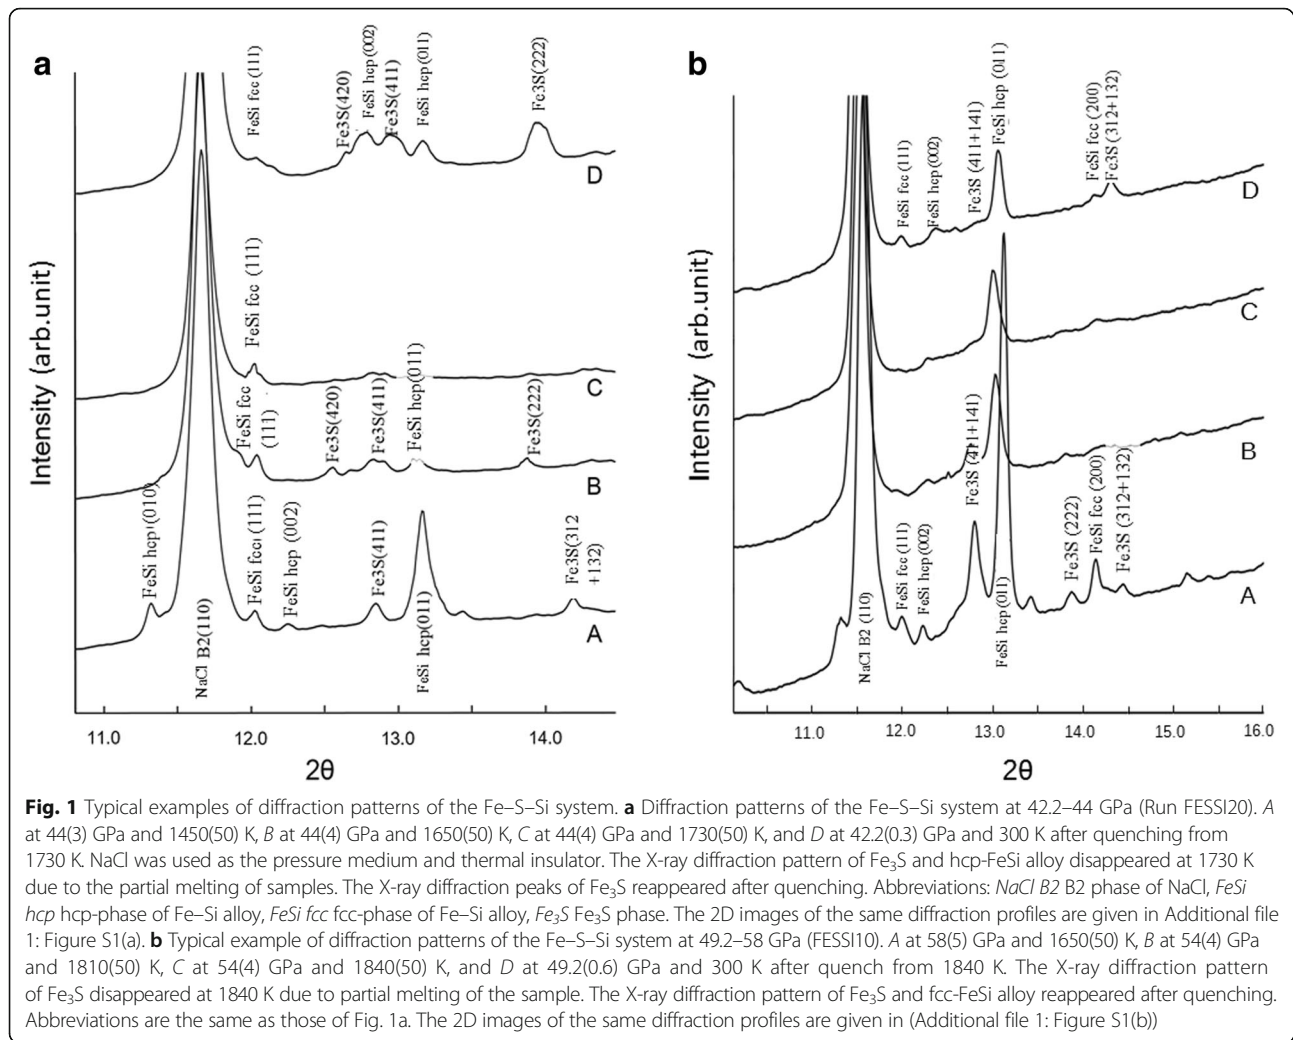 a
FeSi fcc (111)
Fe3S(420)
FeSi hcp (002)
Fe3S(411)
FeSi hcp (011)
Fe3S(222)
D
FeSi fcc (111)
C
FeSi fcc
(111)
Fe3S(420)
Fe3S(411)
FeSi hcp(011)
Fe3S(222)
B
FeSi hcp (010)
NaCl B2(110)
FeSi fcc (111)
FeSi hcp (002)
Fe3S(411)
FeSi hcp(011)
Fe3S(312
+132)
A
Intensity (arb.unit)
11.0 12.0 13.0 14.0
2θ
b
FeSi fcc (111)
FeSi hcp (002)
Fe3S (411+141)
FeSi hcp (011)
FeSi fcc (200)
Fe3S (312+132)
D
C
B
NaCl B2 (110)
FeSi fcc (111)
FeSi hcp (002)
Fe3S (411+141)
FeSi hcp (011)
Fe3S (222)
FeSi fcc (200)
Fe3S (312+132)
A
Intensity (arb.unit)
11.0 12.0 13.0 14.0 15.0 16.0
2θ
Fig. 1 Typical examples of diffraction patterns of the Fe–S–Si system. a Diffraction patterns of the Fe–S–Si system at 42.2–44 GPa (Run FESSI20). A
at 44(3) GPa and 1450(50) K, B at 44(4) GPa and 1650(50) K, C at 44(4) GPa and 1730(50) K, and D at 42.2(0.3) GPa and 300 K after quenching from
1730 K. NaCl was used as the pressure medium and thermal insulator. The X-ray diffraction pattern of Fe₃S and hcp-FeSi alloy disappeared at 1730 K
due to the partial melting of samples. The X-ray diffraction peaks of Fe₃S reappeared after quenching. Abbreviations: NaCl B2 B2 phase of NaCl, FeSi
hcp hcp-phase of Fe–Si alloy, FeSi fcc fcc-phase of Fe–Si alloy, Fe₃S Fe₃S phase. The 2D images of the same diffraction profiles are given in Additional file
1: Figure S1(a). b Typical example of diffraction patterns of the Fe–S–Si system at 49.2–58 GPa (FESSI10). A at 58(5) GPa and 1650(50) K, B at 54(4) GPa
and 1810(50) K, C at 54(4) GPa and 1840(50) K, and D at 49.2(0.6) GPa and 300 K after quench from 1840 K. The X-ray diffraction pattern
of Fe₃S disappeared at 1840 K due to partial melting of the sample. The X-ray diffraction pattern of Fe₃S and fcc-FeSi alloy reappeared after quenching.
Abbreviations are the same as those of Fig. 1a. The 2D images of the same diffraction profiles are given in (Additional file 1: Figure S1(b))